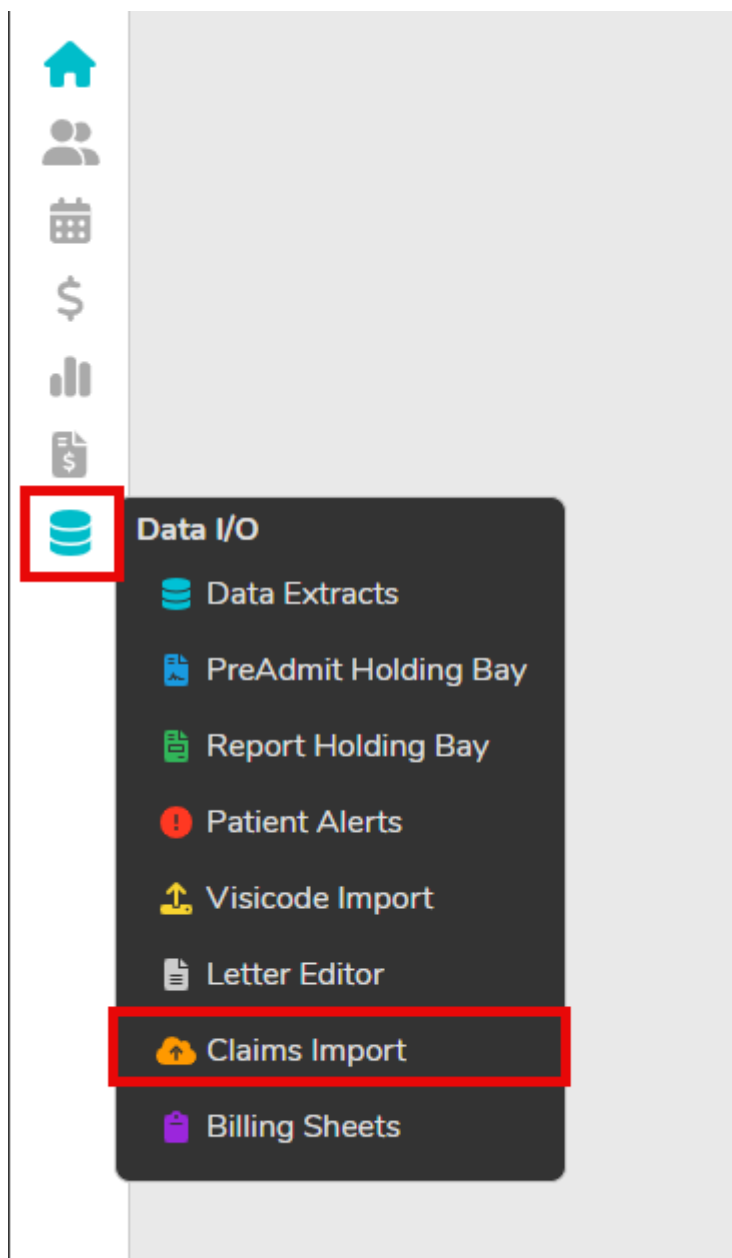 Data I/O
Data Extracts
PreAdmit Holding Bay
Report Holding Bay
Patient Alerts
Visicode Import
Letter Editor
Claims Import
Billing Sheets